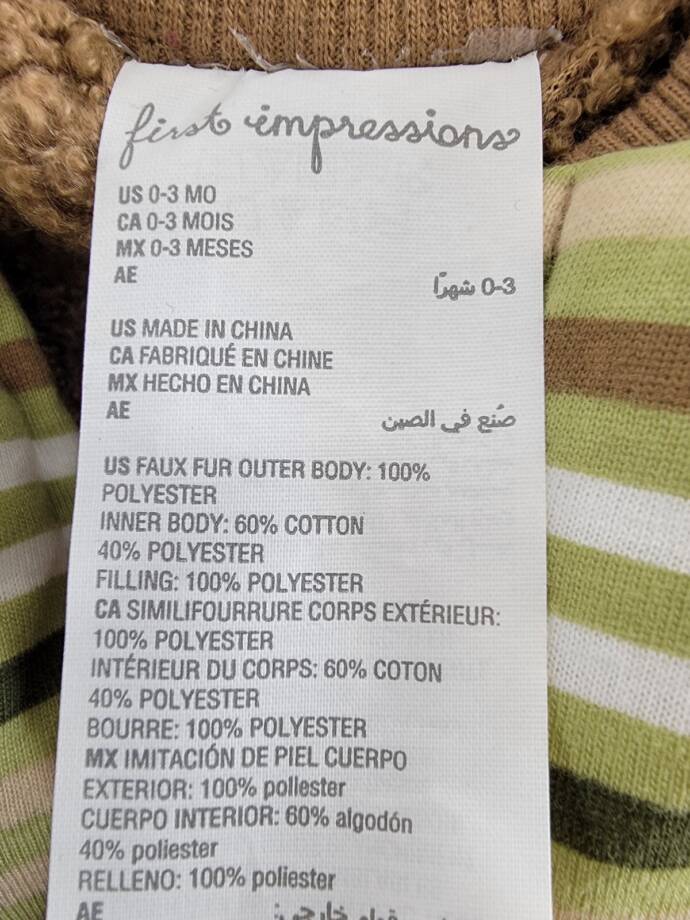 first impressions
US 0-3 MO
CA 0-3 MOIS
MX 0-3 MESES
AE
0-3 شهرًا
US MADE IN CHINA
CA FABRIQUÉ EN CHINE
MX HECHO EN CHINA
AE
صُنع في الصين
US FAUX FUR OUTER BODY: 100%
POLYESTER
INNER BODY: 60% COTTON
40% POLYESTER
FILLING: 100% POLYESTER
CA SIMILIFOURRURE CORPS EXTÉRIEUR:
100% POLYESTER
INTÉRIEUR DU CORPS: 60% COTON
40% POLYESTER
BOURRE: 100% POLYESTER
MX IMITACIÓN DE PIEL CUERPO
EXTERIOR: 100% poliester
CUERPO INTERIOR: 60% algodón
40% poliester
RELLENO: 100% poliester
AE